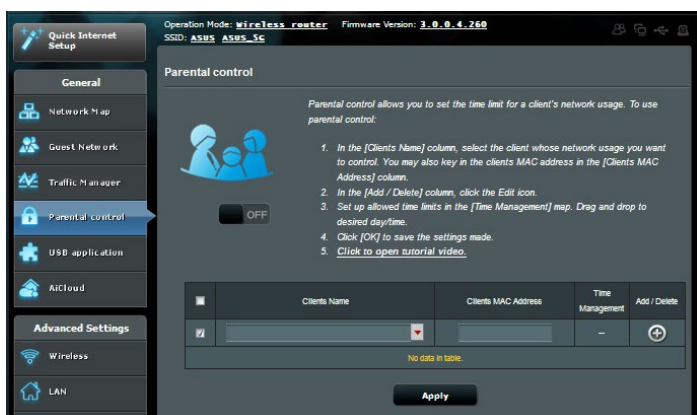 Quick Internet
Setup
Operation Mode: Wireless router Firmware Version: 3.0.0.4.260
SSID: ASUS ASUS_5G
General
Network Map
Guest Network
Traffic Manager
Parental control
USB application
AiCloud
Advanced Settings
Wireless
LAN
Parental control
Parental control allows you to set the time limit for a client's network usage. To use
parental control:
1. In the [Clients Name] column, select the client whose network usage you want
to control. You may also key in the clients MAC address in the [Clients MAC
Address] column.
2. In the [Add / Delete] column, click the Edit icon.
3. Set up allowed time limits in the [Time Management] map. Drag and drop to
desired day/time.
4. Click [OK] to save the settings made.
5. Click to open tutorial video.
OFF
Clients Name Clients MAC Address Time Management Add / Delete
–
No data in table.
Apply